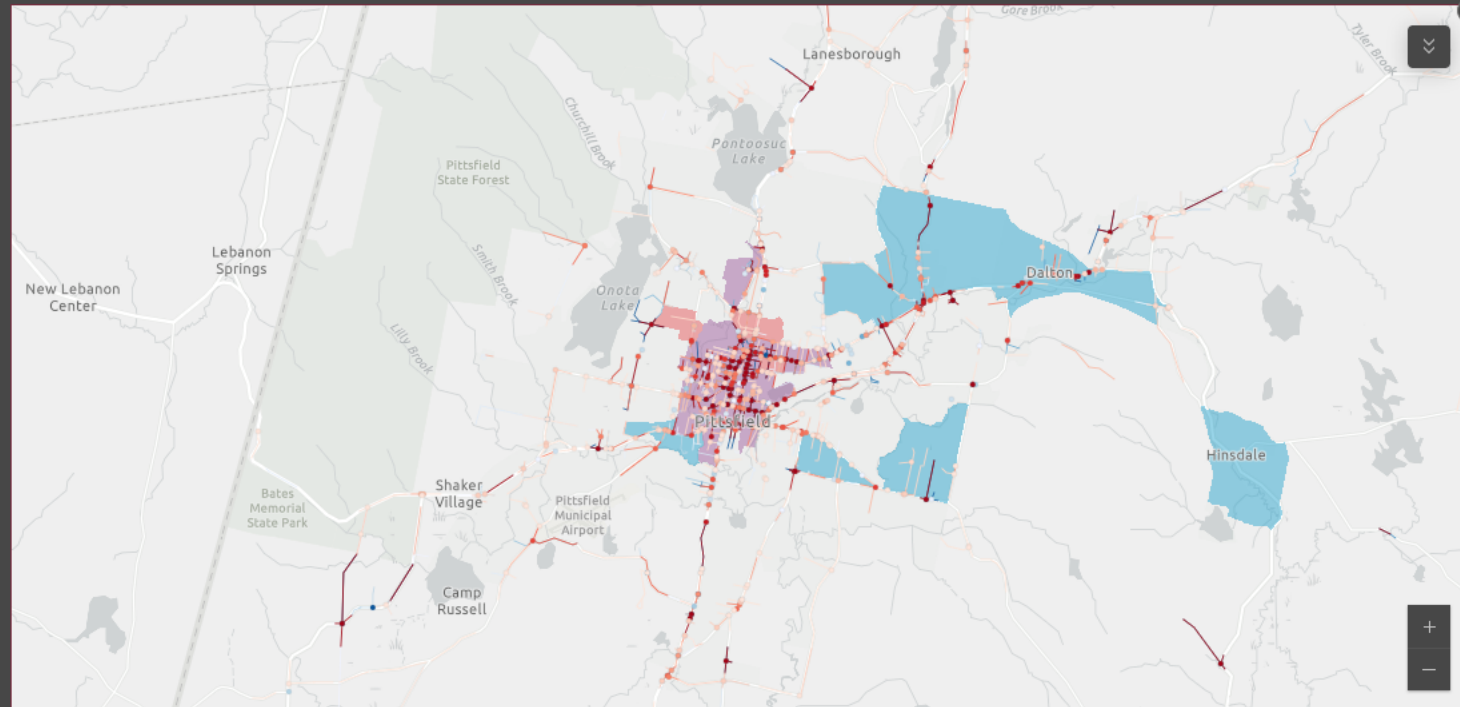 Gore Brook
Tyler Brook
Lanesborough
Churchill Brook
Pontoosuc
Lake
Pittsfield
State Forest
Lebanon
Springs
Smith Brook
Dalton
New Lebanon
Center
Onota
Lake
Lilly Brook
Pittsfield
Hinsdale
Shaker
Village
Bates
Memorial
State Park
Pittsfield
Municipal
Airport
Camp
Russell
+
−